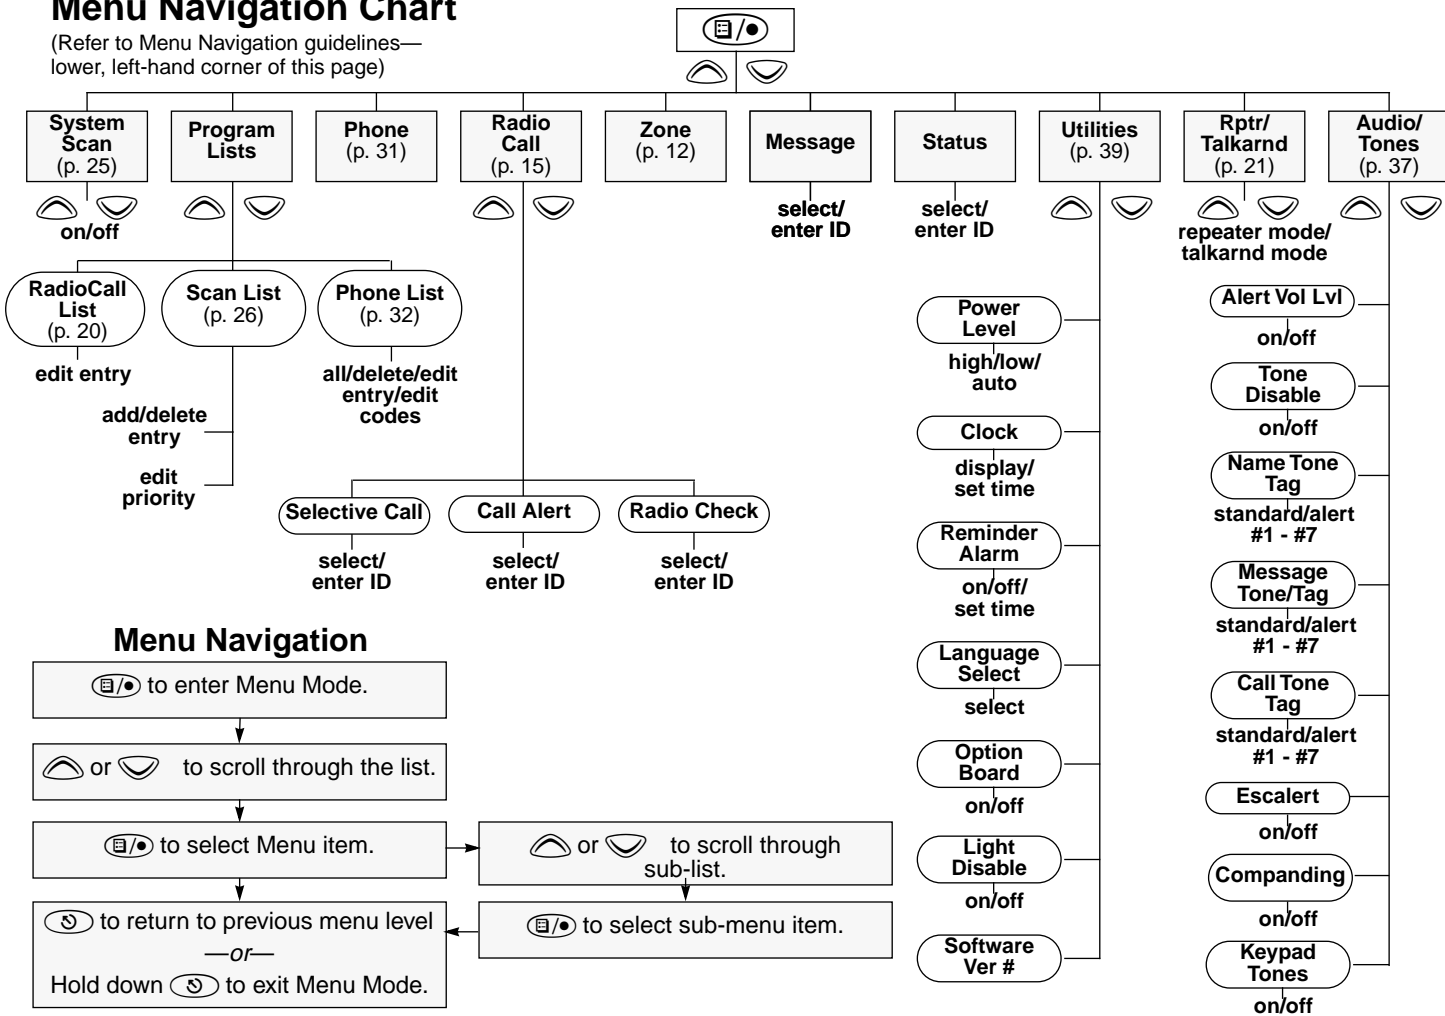 Menu Navigation Chart
(Refer to Menu Navigation guidelines—
lower, left-hand corner of this page)
System
Scan
(p. 25)
on/off
Program
Lists
Phone
(p. 31)
Radio
Call
(p. 15)
Zone
(p. 12)
Message
select/
enter ID
Status
select/
enter ID
Utilities
(p. 39)
Rptr/
Talkarnd
(p. 21)
repeater mode/
talkarnd mode
Audio/
Tones
(p. 37)
RadioCall
List
(p. 20)
edit entry
Scan List
(p. 26)
add/delete
entry
edit
priority
Phone List
(p. 32)
all/delete/edit
entry/edit
codes
Selective Call
select/
enter ID
Call Alert
select/
enter ID
Radio Check
select/
enter ID
Power
Level
high/low/
auto
Clock
display/
set time
Reminder
Alarm
on/off/
set time
Language
Select
select
Option
Board
on/off
Light
Disable
on/off
Software
Ver #
Alert Vol Lvl
on/off
Tone
Disable
on/off
Name Tone
Tag
standard/alert
#1 - #7
Message
Tone/Tag
standard/alert
#1 - #7
Call Tone
Tag
standard/alert
#1 - #7
Escalert
on/off
Companding
on/off
Keypad
Tones
on/off
Menu Navigation
to enter Menu Mode.
or to scroll through the list.
to select Menu item.
or to scroll through
sub-list.
to select sub-menu item.
to return to previous menu level
—or—
Hold down to exit Menu Mode.